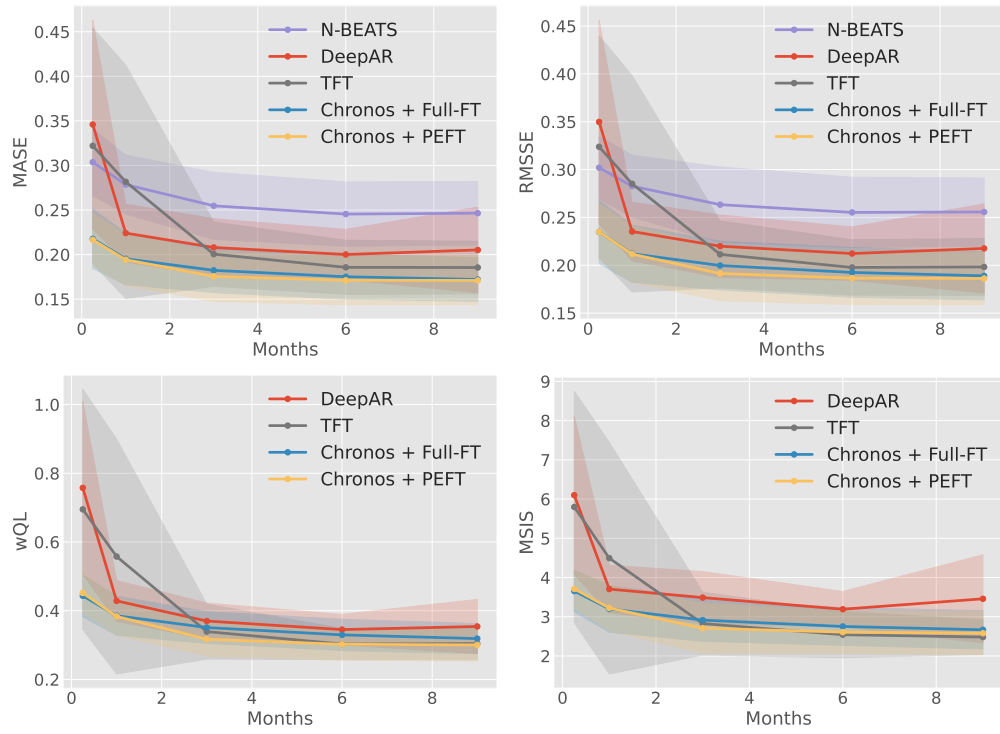 0.45
0.40
0.35
0.30
0.25
0.20
0.15
MASE
0 2 4 6 8
Months
N-BEATS
DeepAR
TFT
Chronos + Full-FT
Chronos + PEFT
0.45
0.40
0.35
0.30
0.25
0.20
0.15
RMSSE
0 2 4 6 8
Months
N-BEATS
DeepAR
TFT
Chronos + Full-FT
Chronos + PEFT
1.0
0.8
0.6
0.4
0.2
wQL
0 2 4 6 8
Months
DeepAR
TFT
Chronos + Full-FT
Chronos + PEFT
9
8
7
6
5
4
3
2
MSIS
0 2 4 6 8
Months
DeepAR
TFT
Chronos + Full-FT
Chronos + PEFT